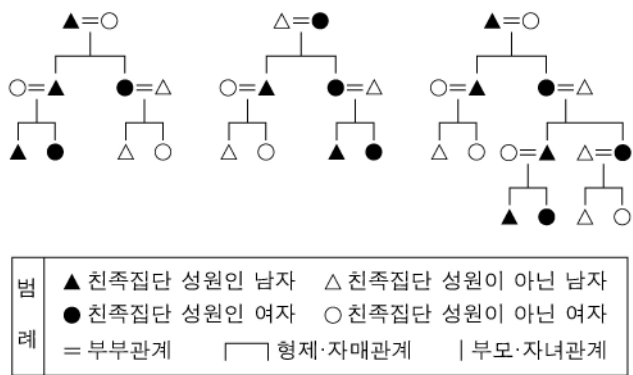 범례
▲ 친족집단 성원인 남자 △ 친족집단 성원이 아닌 남자
● 친족집단 성원인 여자 ○ 친족집단 성원이 아닌 여자
= 부부관계 형제·자매관계 부모·자녀관계